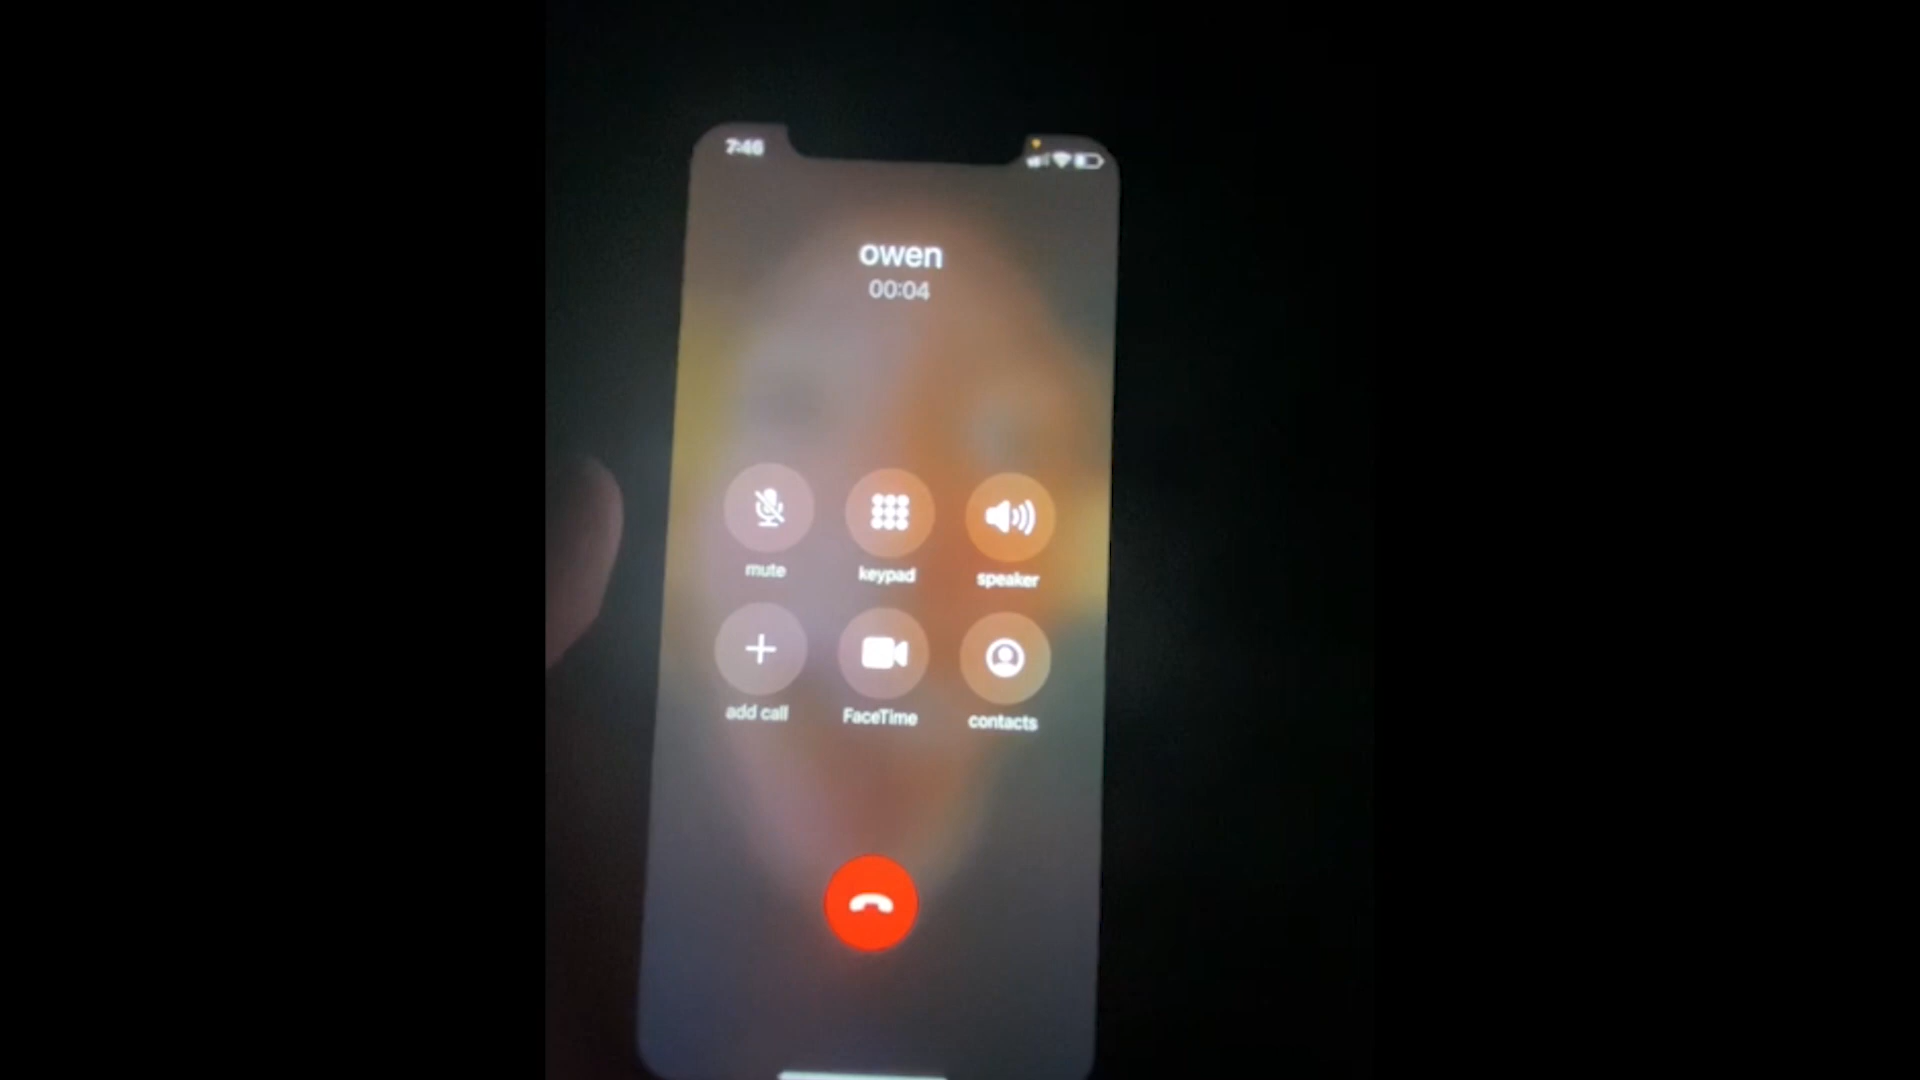 7:46
owen
00:04
mute keypad speaker
add call FaceTime contacts